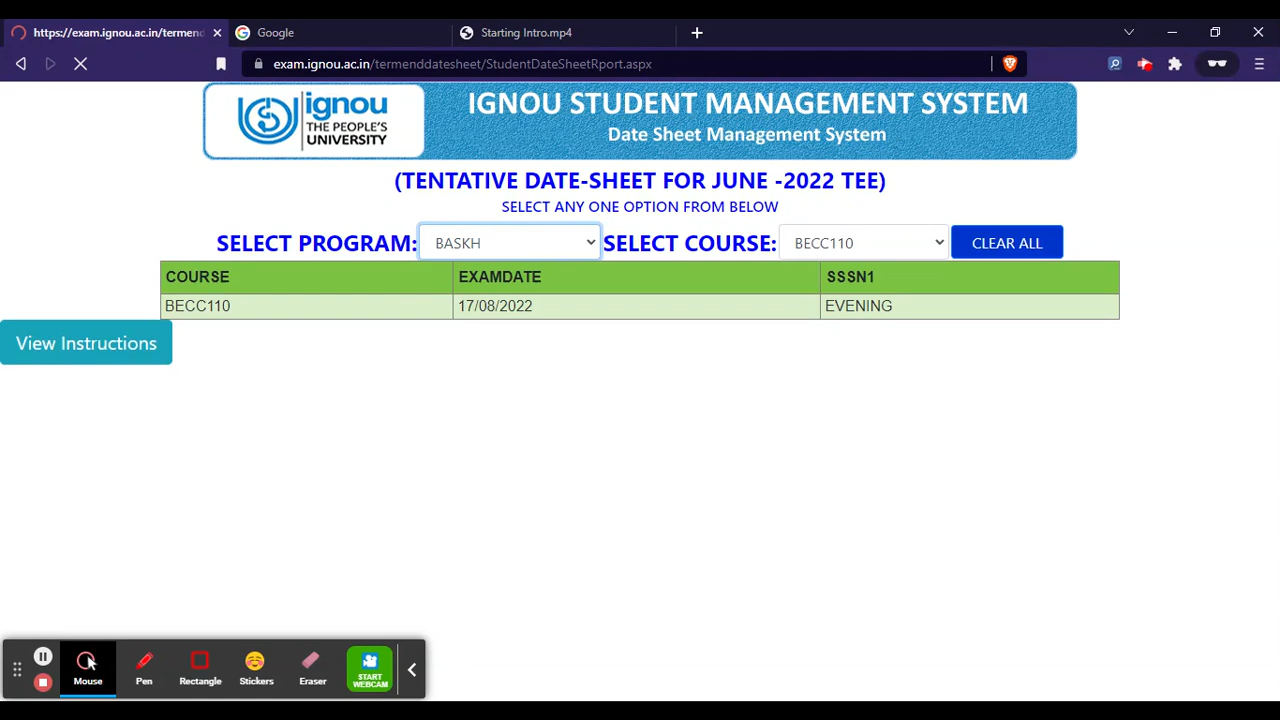 https://exam.ignou.ac.in/termend
Google
Starting Intro.mp4
exam.ignou.ac.in/termenddatesheet/StudentDateSheetRport.aspx
ignou
THE PEOPLE'S
UNIVERSITY
IGNOU STUDENT MANAGEMENT SYSTEM
Date Sheet Management System
(TENTATIVE DATE-SHEET FOR JUNE -2022 TEE)
SELECT ANY ONE OPTION FROM BELOW
SELECT PROGRAM: BASKH SELECT COURSE: BECC110 CLEAR ALL
COURSE EXAMDATE SSSN1
BECC110 17/08/2022 EVENING
View Instructions
Mouse Pen Rectangle Stickers Eraser START WEBCAM